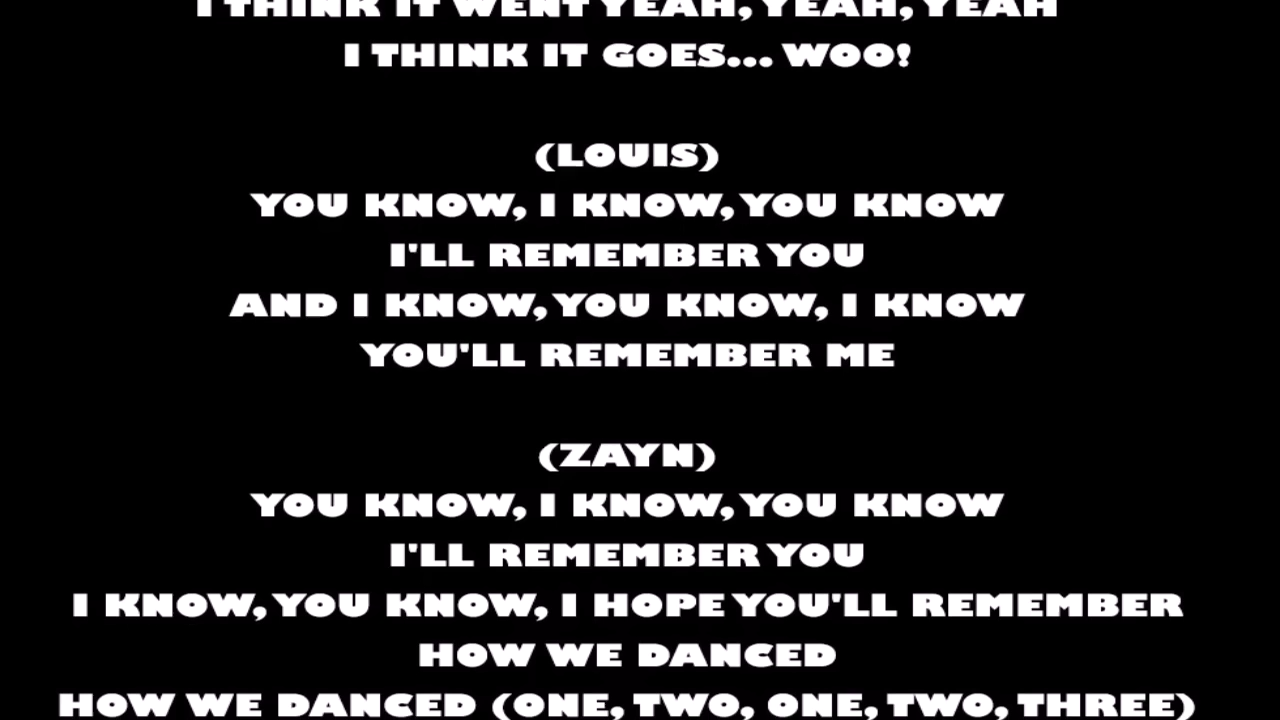 I THINK IT WENT YEAH, YEAH, YEAH
I THINK IT GOES... WOO!
(LOUIS)
YOU KNOW, I KNOW, YOU KNOW
I'LL REMEMBER YOU
AND I KNOW, YOU KNOW, I KNOW
YOU'LL REMEMBER ME
(ZAYN)
YOU KNOW, I KNOW, YOU KNOW
I'LL REMEMBER YOU
I KNOW, YOU KNOW, I HOPE YOU'LL REMEMBER
HOW WE DANCED
HOW WE DANCED (ONE, TWO, ONE, TWO, THREE)